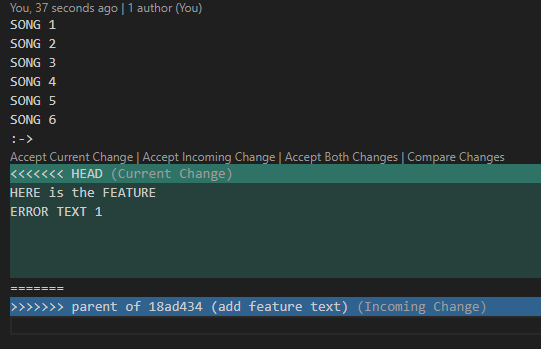 You, 37 seconds ago | 1 author (You)
SONG 1
SONG 2
SONG 3
SONG 4
SONG 5
SONG 6
:->
Accept Current Change | Accept Incoming Change | Accept Both Changes | Compare Changes
<<<<<<< HEAD (Current Change)
HERE is the FEATURE
ERROR TEXT 1
=======
>>>>>>> parent of 18ad434 (add feature text) (Incoming Change)